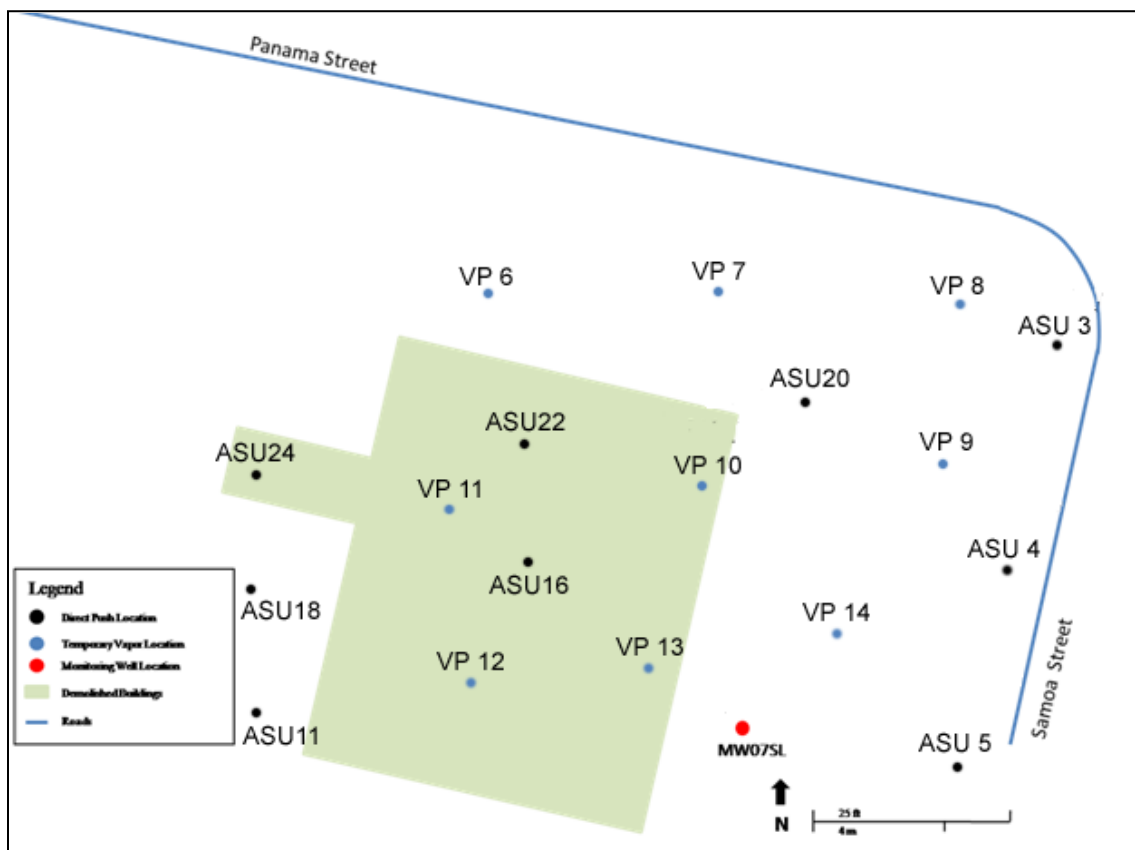 Panama Street
VP 6
VP 7
VP 8
ASU 3
ASU20
ASU22
ASU24
VP 9
VP 10
VP 11
ASU 4
ASU16
ASU18
VP 14
VP 13
VP 12
ASU11
MW07SL
ASU 5
Samoa Street
Legend
Direct Push Location
Temporary Vapor Location
Monitoring Well Location
Demolished Buildings
Roads
N
25 ft
4 m